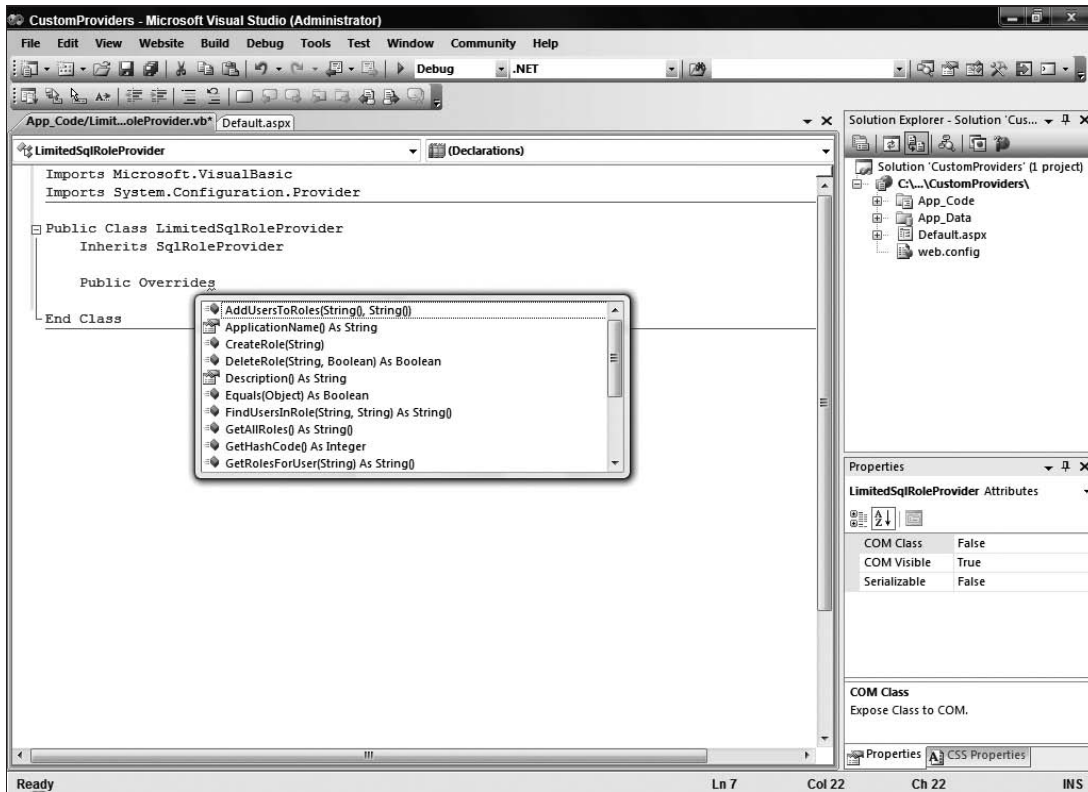 CustomProviders - Microsoft Visual Studio (Administrator)
File Edit View Website Build Debug Tools Test Window Community Help
Debug .NET
App_Code/Limit...oleProvider.vb* Default.aspx
LimitedSqlRoleProvider (Declarations)
Imports Microsoft.VisualBasic
Imports System.Configuration.Provider
Public Class LimitedSqlRoleProvider
Inherits SqlRoleProvider
Public Overrides
End Class
AddUsersToRoles(String(), String())
ApplicationName() As String
CreateRole(String)
DeleteRole(String, Boolean) As Boolean
Description() As String
Equals(Object) As Boolean
FindUsersInRole(String, String) As String()
GetAllRoles() As String()
GetHashCode() As Integer
GetRolesForUser(String) As String()
Solution Explorer - Solution 'Cus...
Solution 'CustomProviders' (1 project)
C:\...\CustomProviders\
App_Code
App_Data
Default.aspx
web.config
Properties
LimitedSqlRoleProvider Attributes
COM Class False
COM Visible True
Serializable False
COM Class
Expose Class to COM.
Properties CSS Properties
Ready Ln 7 Col 22 Ch 22 INS